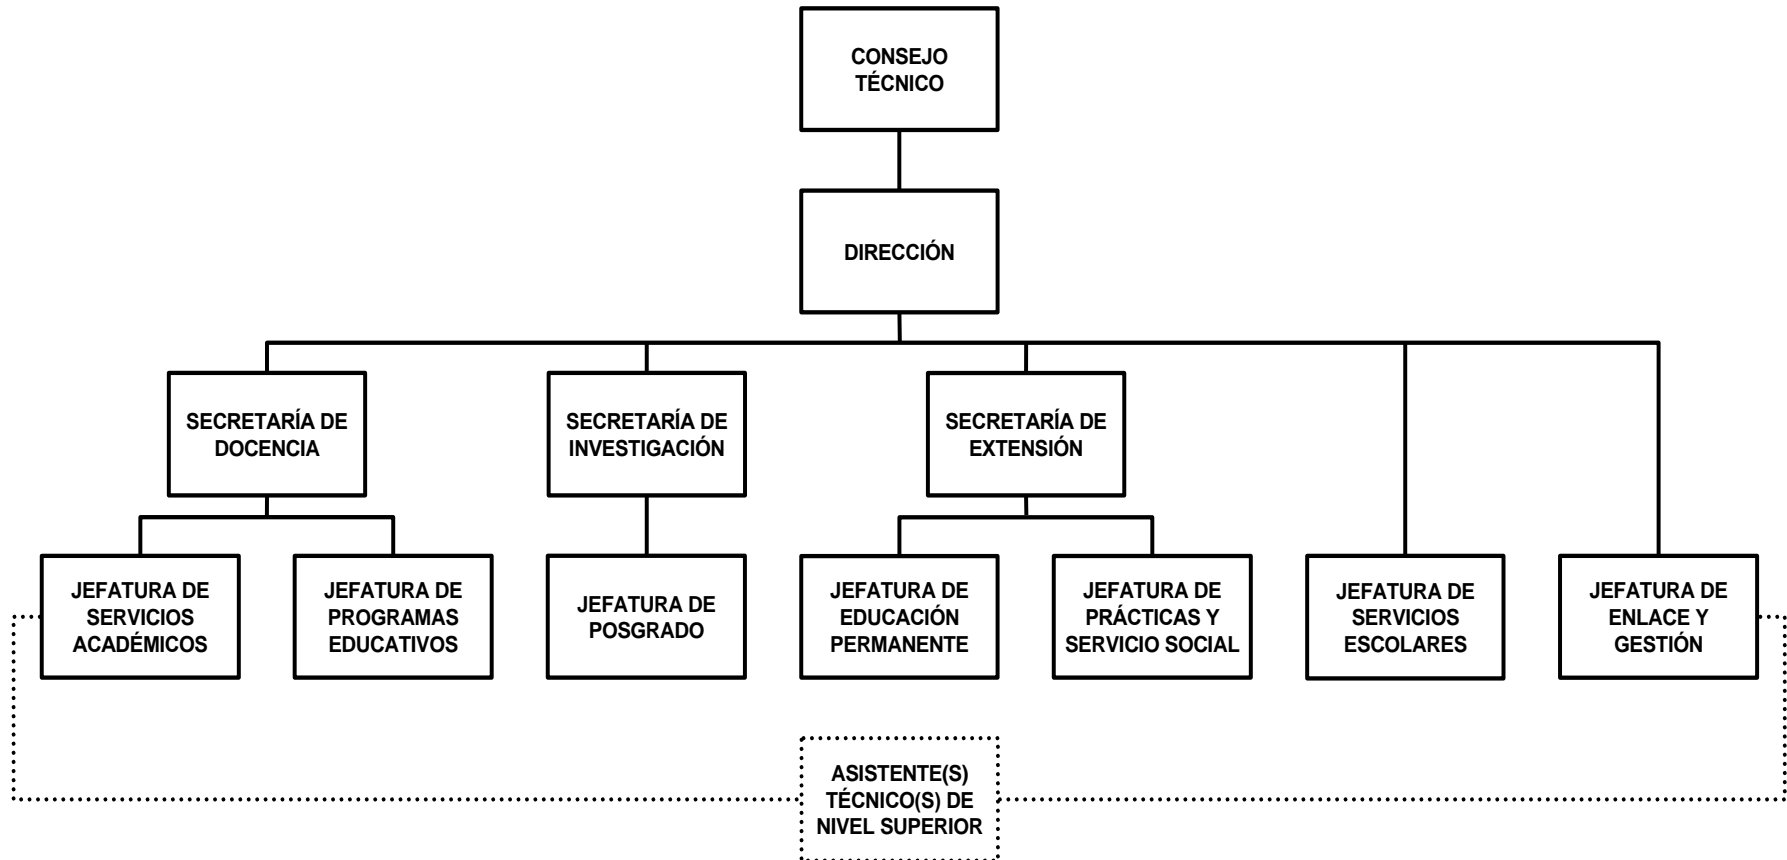 CONSEJO
TÉCNICO
DIRECCIÓN
SECRETARÍA DE
DOCENCIA
SECRETARÍA DE
INVESTIGACIÓN
SECRETARÍA DE
EXTENSIÓN
JEFATURA DE
SERVICIOS
ACADÉMICOS
JEFATURA DE
PROGRAMAS
EDUCATIVOS
JEFATURA DE
POSGRADO
JEFATURA DE
EDUCACIÓN
PERMANENTE
JEFATURA DE
PRÁCTICAS Y
SERVICIO SOCIAL
JEFATURA DE
SERVICIOS
ESCOLARES
JEFATURA DE
ENLACE Y
GESTIÓN
ASISTENTE(S)
TÉCNICO(S) DE
NIVEL SUPERIOR